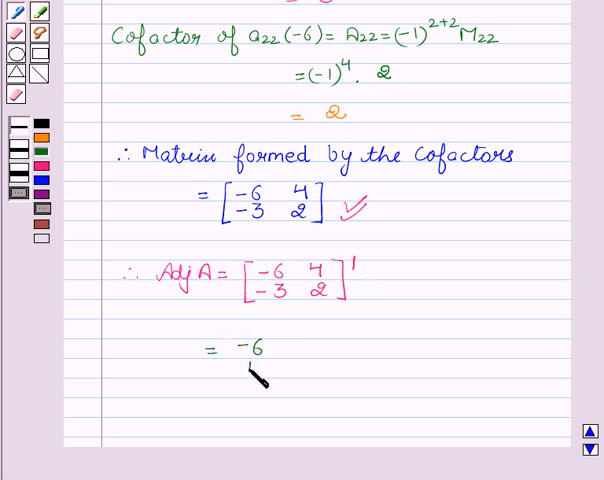 Cofactor of a22 (-6) = A22 = (-1)^2+2 M22
= (-1)^4 . 2
= 2
∴ Matrix formed by the Cofactors
= [ -6 4
-3 2 ] ✓
∴ Adj A = [ -6 4
-3 2 ]'
= -6